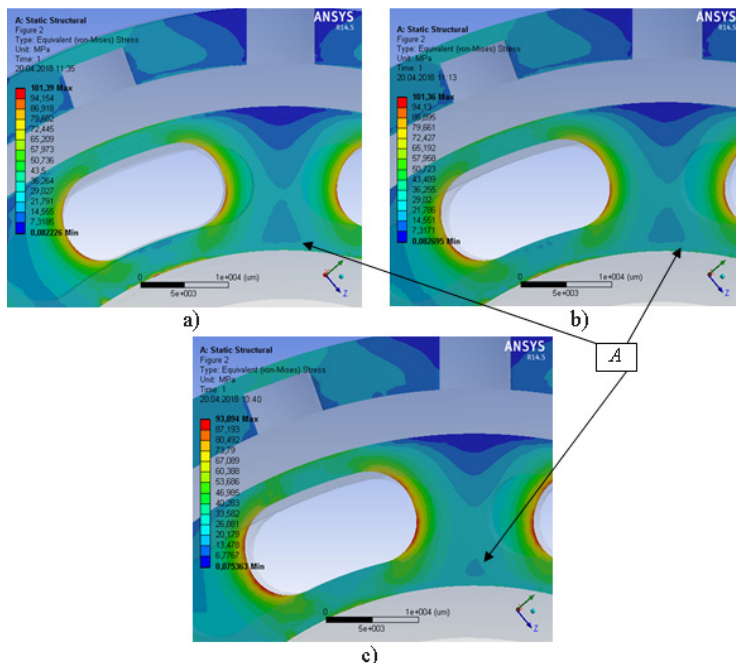 ANSYS
R14.5
A: Static Structural
Figure 2
Type: Equivalent (von-Mises) Stress
Unit: MPa
Time: 1
20.04.2018 11:35
101,39 Max
94,154
86,918
79,682
72,445
65,209
57,973
50,736
43,5
36,264
29,027
21,791
14,555
7,3185
0,082226 Min
0
1e+004 (um)
5e+003
Z
a)
ANSYS
R14.5
A: Static Structural
Figure 2
Type: Equivalent (von-Mises) Stress
Unit: MPa
Time: 1
20.04.2018 11:13
101,36 Max
94,13
86,895
79,661
72,427
65,192
57,958
50,723
43,489
36,255
29,02
21,786
14,551
7,3171
0,082695 Min
0
1e+004 (um)
5e+003
Z
b)
A
ANSYS
R14.5
A: Static Structural
Figure 2
Type: Equivalent (von-Mises) Stress
Unit: MPa
Time: 1
20.04.2018 10:40
93,894 Max
87,193
80,492
73,79
67,089
60,388
53,686
46,985
40,283
33,582
26,881
20,179
13,478
6,7767
0,075363 Min
0
1e+004 (um)
5e+003
Z
c)